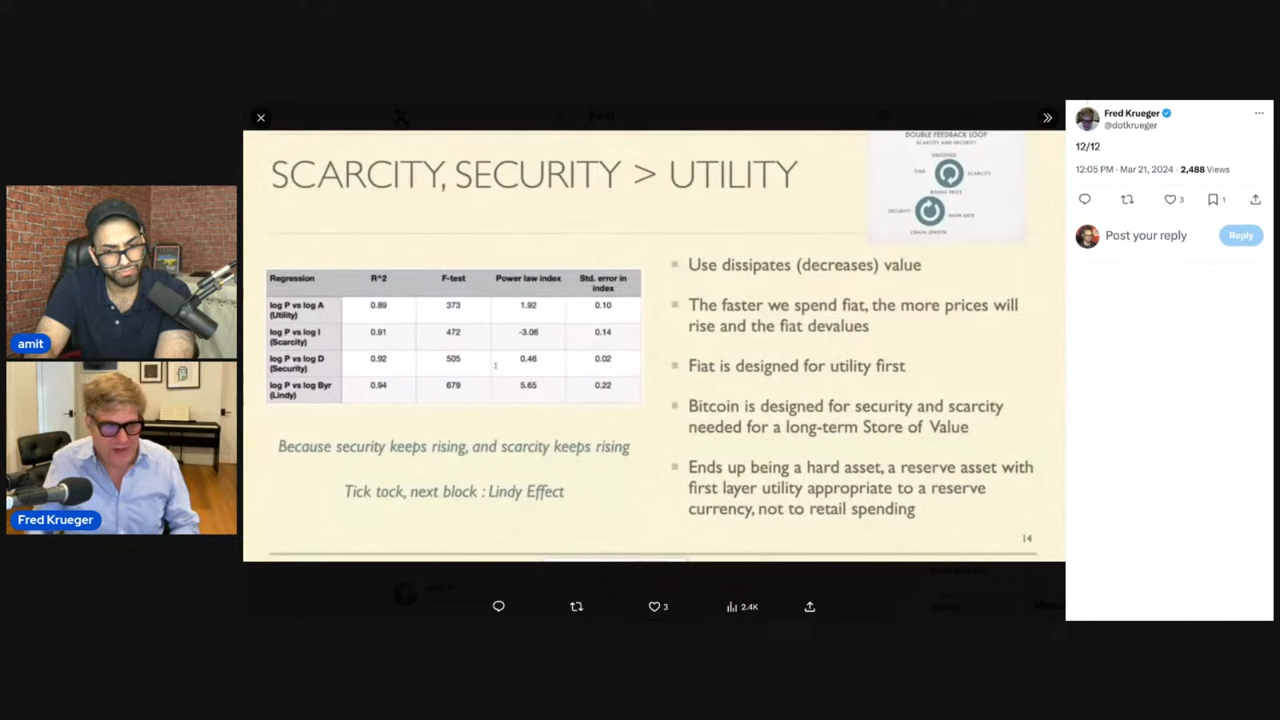 SCARCITY, SECURITY > UTILITY
DOUBLE FEEDBACK LOOP
SCARCITY AND SECURITY
TIME
SCARCITY
RISING PRICE
SECURITY
HASH RATE
CHAIN LENGTH
Regression R^2 F-test Power law index Std. error in
index
log P vs log A
(Utility)
0.89 373 1.92 0.10
log P vs log I
(Scarcity)
0.91 472 -3.06 0.14
log P vs log D
(Security)
0.92 505 0.46 0.02
log P vs log Byr
(Lindy)
0.94 679 5.65 0.22
Because security keeps rising, and scarcity keeps rising
Tick tock, next block : Lindy Effect
Use dissipates (decreases) value
The faster we spend fiat, the more prices will
rise and the fiat devalues
Fiat is designed for utility first
Bitcoin is designed for security and scarcity
needed for a long-term Store of Value
Ends up being a hard asset, a reserve asset with
first layer utility appropriate to a reserve
currency, not to retail spending
14
amit
Fred Krueger
3
2.4K
Fred Krueger
@dotkrueger
12/12
12:05 PM · Mar 21, 2024 · 2,488 Views
3
1
Post your reply
Reply